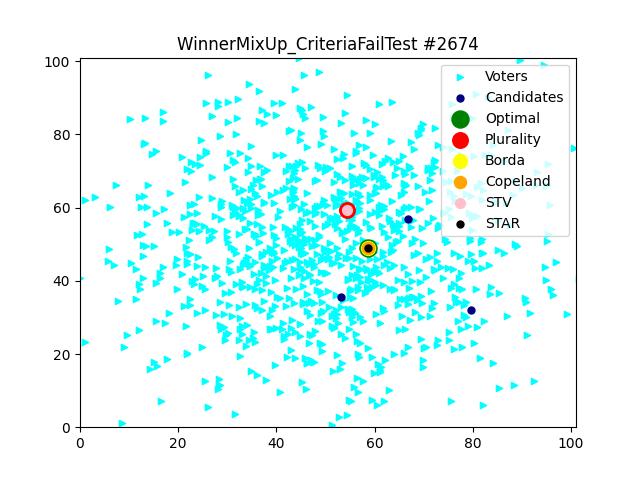 WinnerMixUp_CriteriaFailTest #2674
100
80
60
40
20
0
0
20
40
60
80
100
Voters
Candidates
Optimal
Plurality
Borda
Copeland
STV
STAR